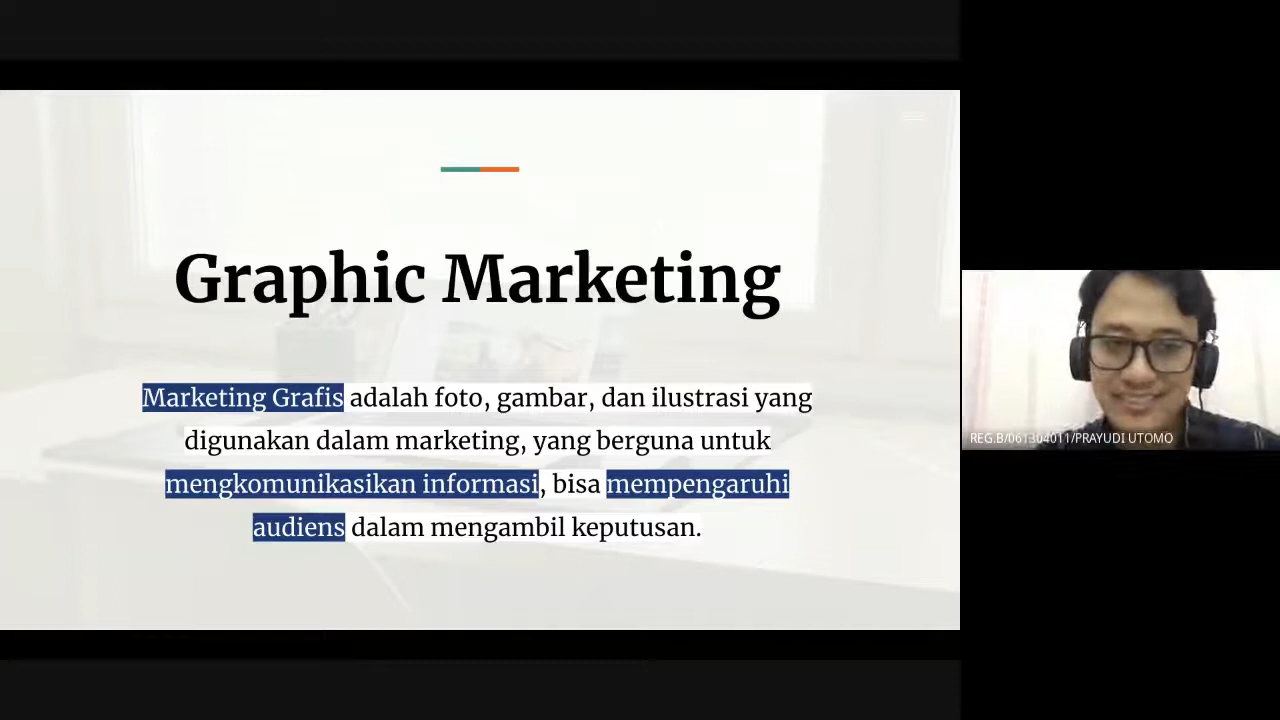 Graphic Marketing
Marketing Grafis adalah foto, gambar, dan ilustrasi yang
digunakan dalam marketing, yang berguna untuk
mengkomunikasikan informasi, bisa mempengaruhi
audiens dalam mengambil keputusan.
REG.B/061304011/PRAYUDI UTOMO